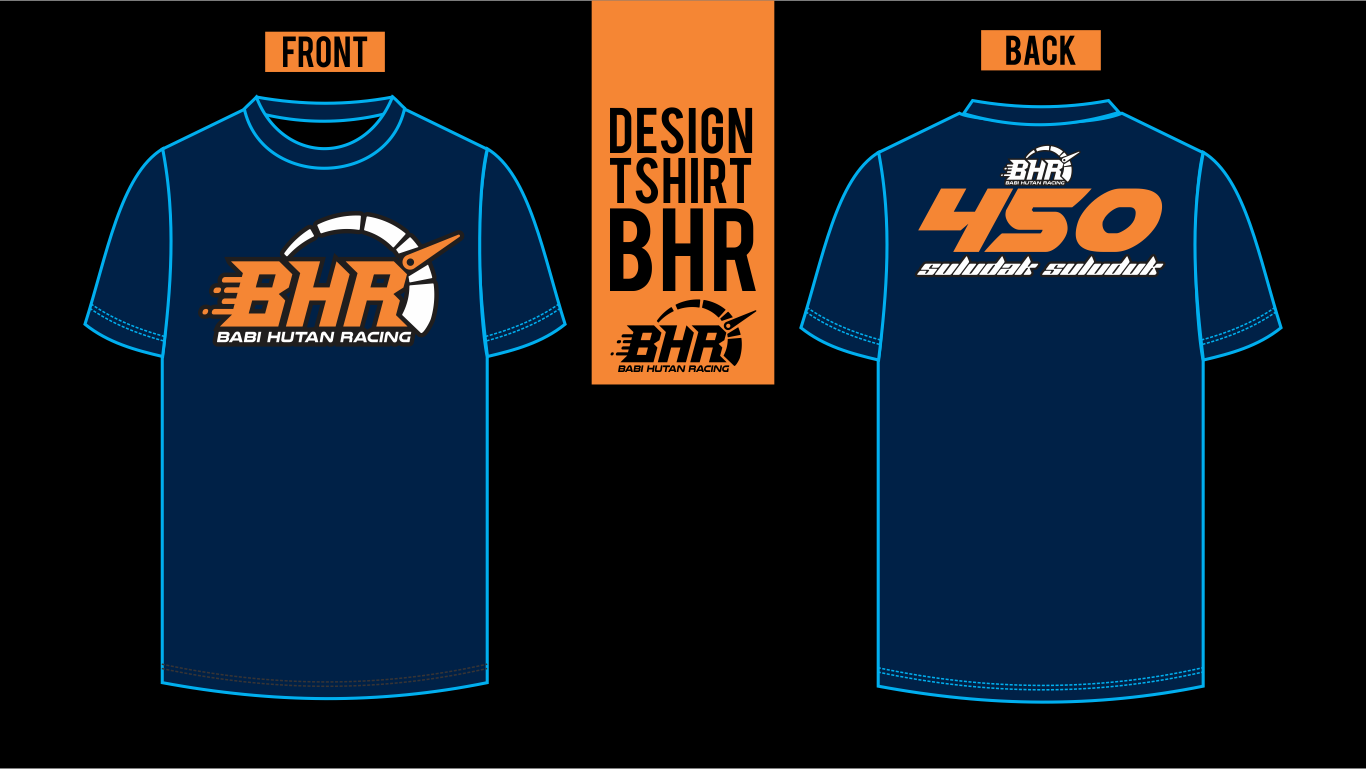 FRONT
BHR
BABI HUTAN RACING
DESIGN
TSHIRT
BHR
BHR
BABI HUTAN RACING
BACK
BHR
BABI HUTAN RACING
450
suludak suluduk